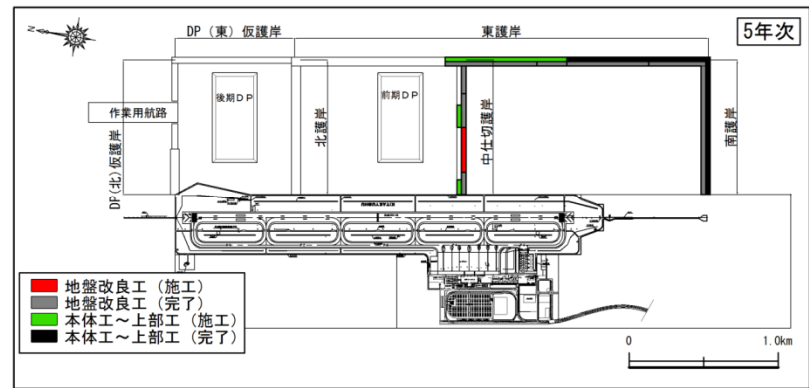 DP（東）仮護岸
東護岸
5年次
N
後期DP
前期DP
作業用航路
DP(北)仮護岸
北護岸
中仕切護岸
南護岸
KITAKYUSHU
地盤改良工（施工）
地盤改良工（完了）
本体工～上部工（施工）
本体工～上部工（完了）
0
1.0km